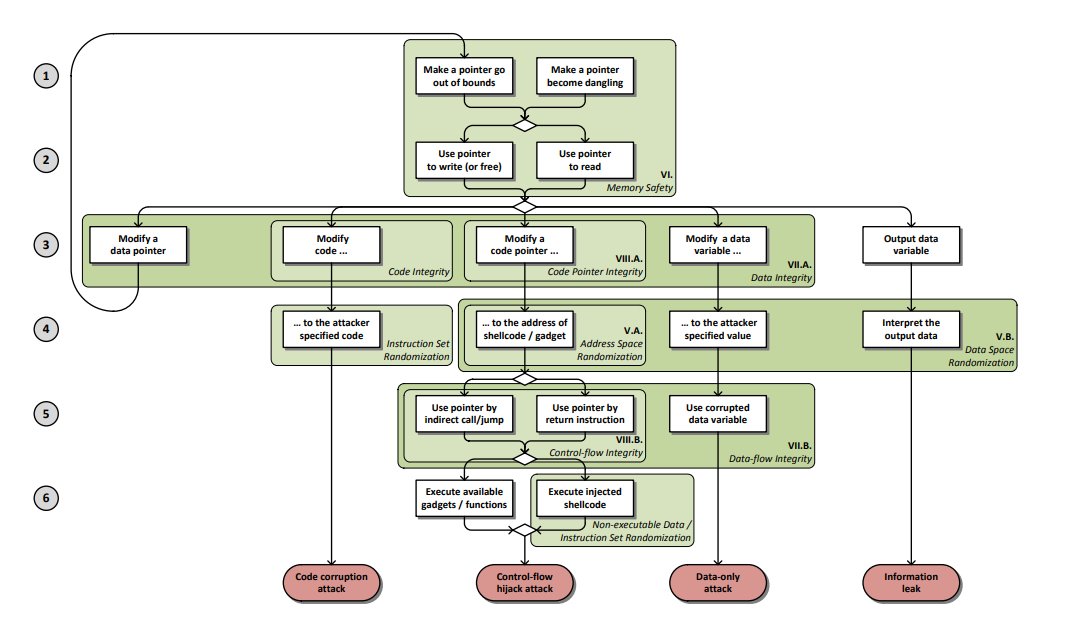 1
Make a pointer go
out of bounds
Make a pointer
become dangling
2
Use pointer
to write (or free)
Use pointer
to read
VI.
Memory Safety
3
Modify a
data pointer
Modify
code ...
Code Integrity
Modify a
code pointer ...
VIII.A.
Code Pointer Integrity
Modify a data
variable ...
VII.A.
Data Integrity
Output data
variable
4
... to the attacker
specified code
Instruction Set
Randomization
... to the address of
shellcode / gadget
V.A.
Address Space
Randomization
... to the attacker
specified value
Interpret the
output data
V.B.
Data Space
Randomization
5
Use pointer by
indirect call/jump
Use pointer by
return instruction
VIII.B.
Control-flow Integrity
Use corrupted
data variable
VII.B.
Data-flow Integrity
6
Execute available
gadgets / functions
Execute injected
shellcode
Non-executable Data /
Instruction Set Randomization
Code corruption
attack
Control-flow
hijack attack
Data-only
attack
Information
leak